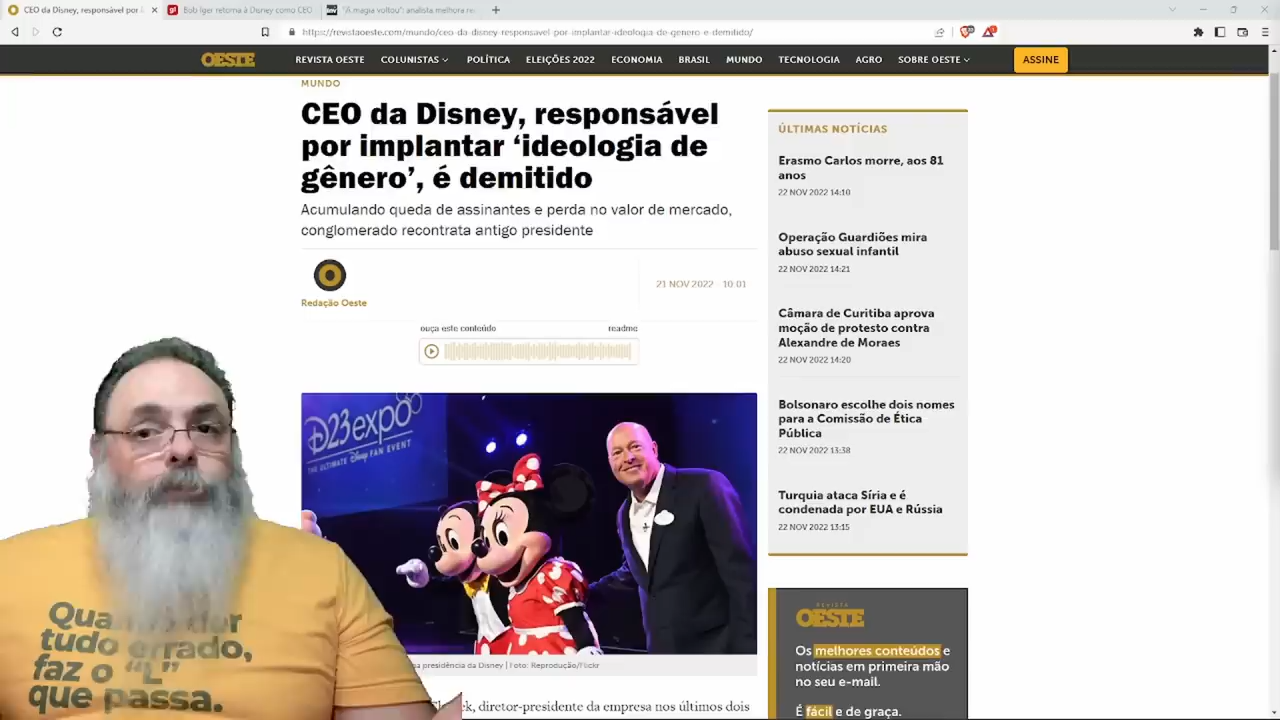 CEO da Disney, responsável por i
Bob Iger retorna à Disney como CEO
"A magia voltou": analista melhora re
https://revistaoeste.com/mundo/ceo-da-disney-responsavel-por-implantar-ideologia-de-genero-e-demitido/
OESTE
REVISTA OESTE
COLUNISTAS
POLÍTICA
ELEIÇÕES 2022
ECONOMIA
BRASIL
MUNDO
TECNOLOGIA
AGRO
SOBRE OESTE
ASSINE
MUNDO
CEO da Disney, responsável
por implantar ‘ideologia de
gênero’, é demitido
Acumulando queda de assinantes e perda no valor de mercado,
conglomerado recontrata antigo presidente
Redação Oeste
21 NOV 2022 - 10:01
ouça este conteúdo
readme
D23 expo
THE ULTIMATE Disney FAN EVENT
presidência da Disney | Foto: Reprodução/Flickr
diretor-presidente da empresa nos últimos dois
ÚLTIMAS NOTÍCIAS
Erasmo Carlos morre, aos 81
anos
22 NOV 2022 14:10
Operação Guardiões mira
abuso sexual infantil
22 NOV 2022 14:21
Câmara de Curitiba aprova
moção de protesto contra
Alexandre de Moraes
22 NOV 2022 14:20
Bolsonaro escolhe dois nomes
para a Comissão de Ética
Pública
22 NOV 2022 13:38
Turquia ataca Síria e é
condenada por EUA e Rússia
22 NOV 2022 13:15
REVISTA
OESTE
Os melhores conteúdos e
notícias em primeira mão
no seu e-mail.
É fácil e de graça.
tudo errado,
faz o "L"
que passa.